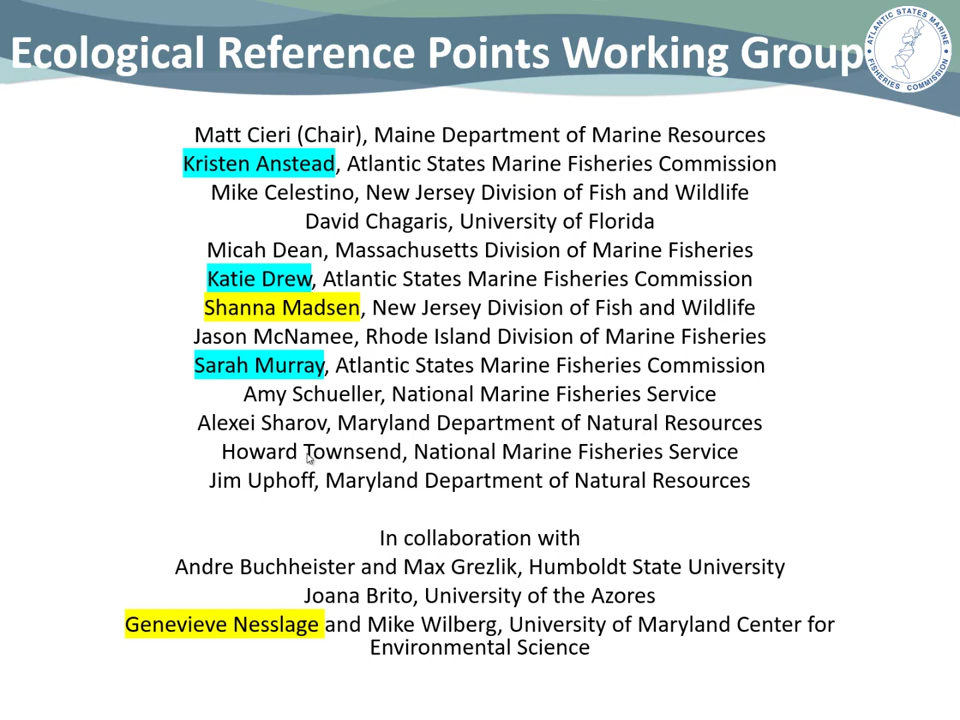 Ecological Reference Points Working Group
ATLANTIC STATES MARINE
FISHERIES COMMISSION
Matt Cieri (Chair), Maine Department of Marine Resources
Kristen Anstead, Atlantic States Marine Fisheries Commission
Mike Celestino, New Jersey Division of Fish and Wildlife
David Chagaris, University of Florida
Micah Dean, Massachusetts Division of Marine Fisheries
Katie Drew, Atlantic States Marine Fisheries Commission
Shanna Madsen, New Jersey Division of Fish and Wildlife
Jason McNamee, Rhode Island Division of Marine Fisheries
Sarah Murray, Atlantic States Marine Fisheries Commission
Amy Schueller, National Marine Fisheries Service
Alexei Sharov, Maryland Department of Natural Resources
Howard Townsend, National Marine Fisheries Service
Jim Uphoff, Maryland Department of Natural Resources
In collaboration with
Andre Buchheister and Max Grezlik, Humboldt State University
Joana Brito, University of the Azores
Genevieve Nesslage and Mike Wilberg, University of Maryland Center for
Environmental Science